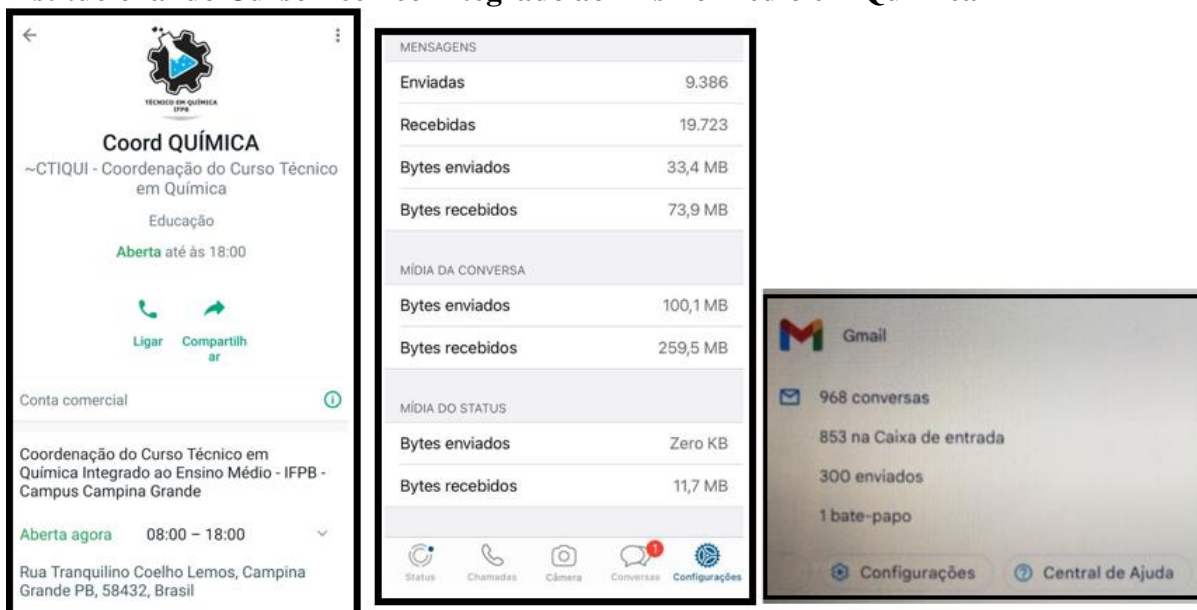 TÉCNICO EM QUÍMICA
IFPB
Coord QUÍMICA
~CTIQUI - Coordenação do Curso Técnico
em Química
Educação
Aberta até às 18:00
Ligar
Compartilh
ar
Conta comercial
Coordenação do Curso Técnico em
Química Integrado ao Ensino Médio - IFPB -
Campus Campina Grande
Aberta agora 08:00 – 18:00
Rua Tranquilino Coelho Lemos, Campina
Grande PB, 58432, Brasil
MENSAGENS
Enviadas 9.386
Recebidas 19.723
Bytes enviados 33,4 MB
Bytes recebidos 73,9 MB
MÍDIA DA CONVERSA
Bytes enviados 100,1 MB
Bytes recebidos 259,5 MB
MÍDIA DO STATUS
Bytes enviados Zero KB
Bytes recebidos 11,7 MB
1
Status Chamadas Câmera Conversas Configurações
Gmail
968 conversas
853 na Caixa de entrada
300 enviados
1 bate-papo
Configurações Central de Ajuda